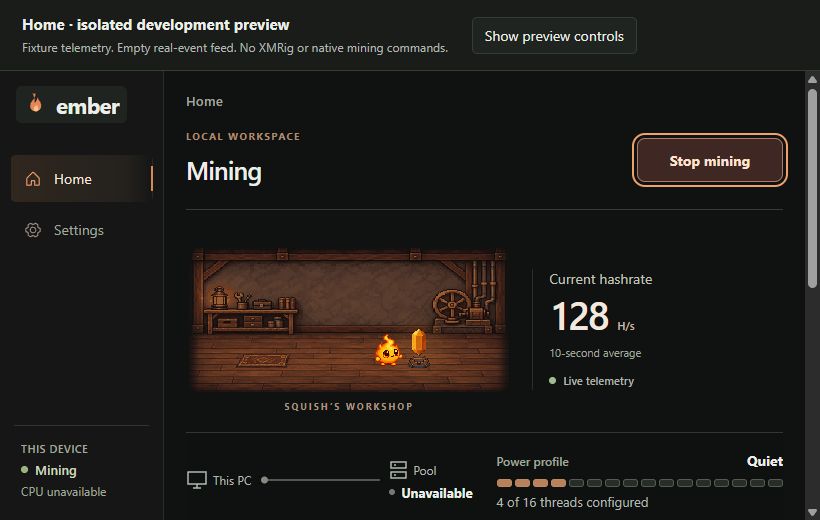 Home · isolated development preview
Fixture telemetry. Empty real-event feed. No XMRig or native mining commands.
Show preview controls
ember
Home
Settings
THIS DEVICE
Mining
CPU unavailable
Home
LOCAL WORKSPACE
Mining
Stop mining
SQUISH'S WORKSHOP
Current hashrate
128 H/s
10-second average
Live telemetry
This PC
Pool
Unavailable
Power profile
Quiet
4 of 16 threads configured